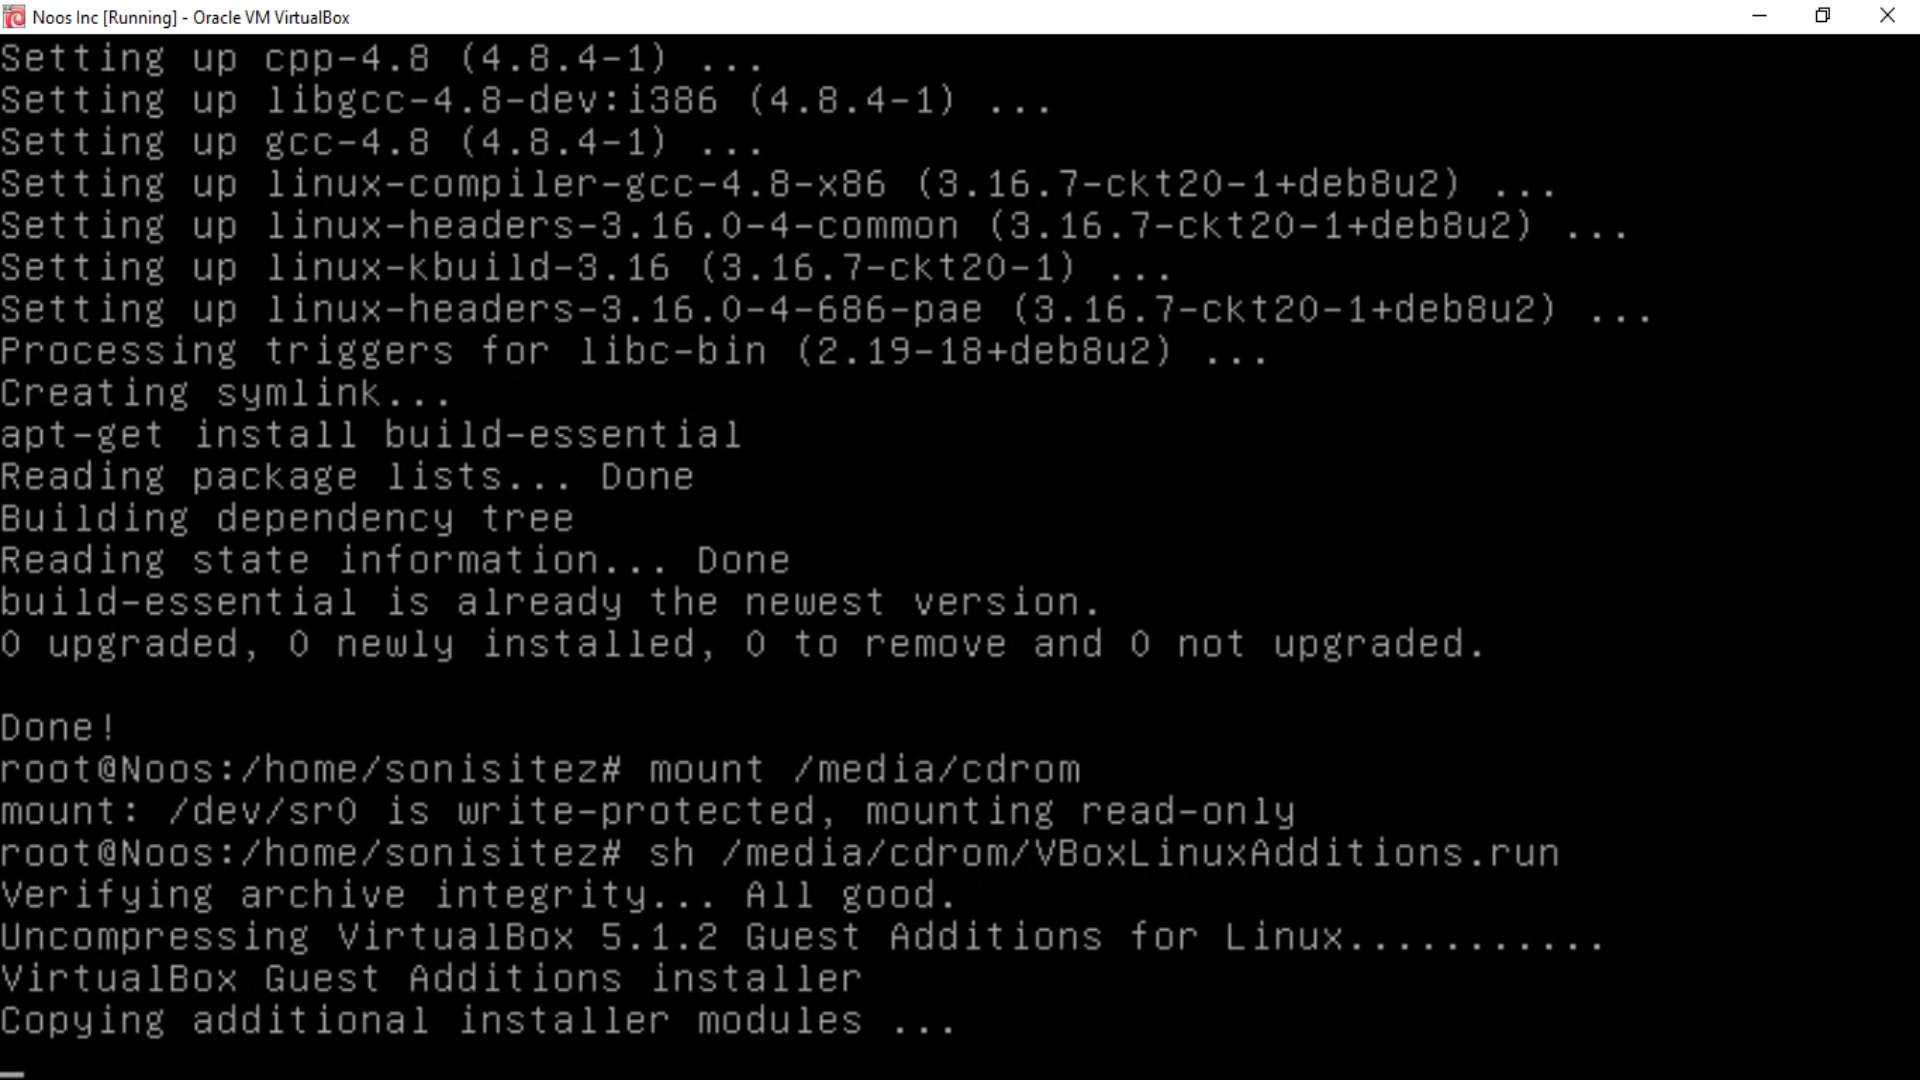 Noos Inc [Running] - Oracle VM VirtualBox
Setting up cpp-4.8 (4.8.4-1) ...
Setting up libgcc-4.8-dev:i386 (4.8.4-1) ...
Setting up gcc-4.8 (4.8.4-1) ...
Setting up linux-compiler-gcc-4.8-x86 (3.16.7-ckt20-1+deb8u2) ...
Setting up linux-headers-3.16.0-4-common (3.16.7-ckt20-1+deb8u2) ...
Setting up linux-kbuild-3.16 (3.16.7-ckt20-1) ...
Setting up linux-headers-3.16.0-4-686-pae (3.16.7-ckt20-1+deb8u2) ...
Processing triggers for libc-bin (2.19-18+deb8u2) ...
Creating symlink...
apt-get install build-essential
Reading package lists... Done
Building dependency tree
Reading state information... Done
build-essential is already the newest version.
0 upgraded, 0 newly installed, 0 to remove and 0 not upgraded.
Done!
root@Noos:/home/sonisitez# mount /media/cdrom
mount: /dev/sr0 is write-protected, mounting read-only
root@Noos:/home/sonisitez# sh /media/cdrom/VBoxLinuxAdditions.run
Verifying archive integrity... All good.
Uncompressing VirtualBox 5.1.2 Guest Additions for Linux...........
VirtualBox Guest Additions installer
Copying additional installer modules ...